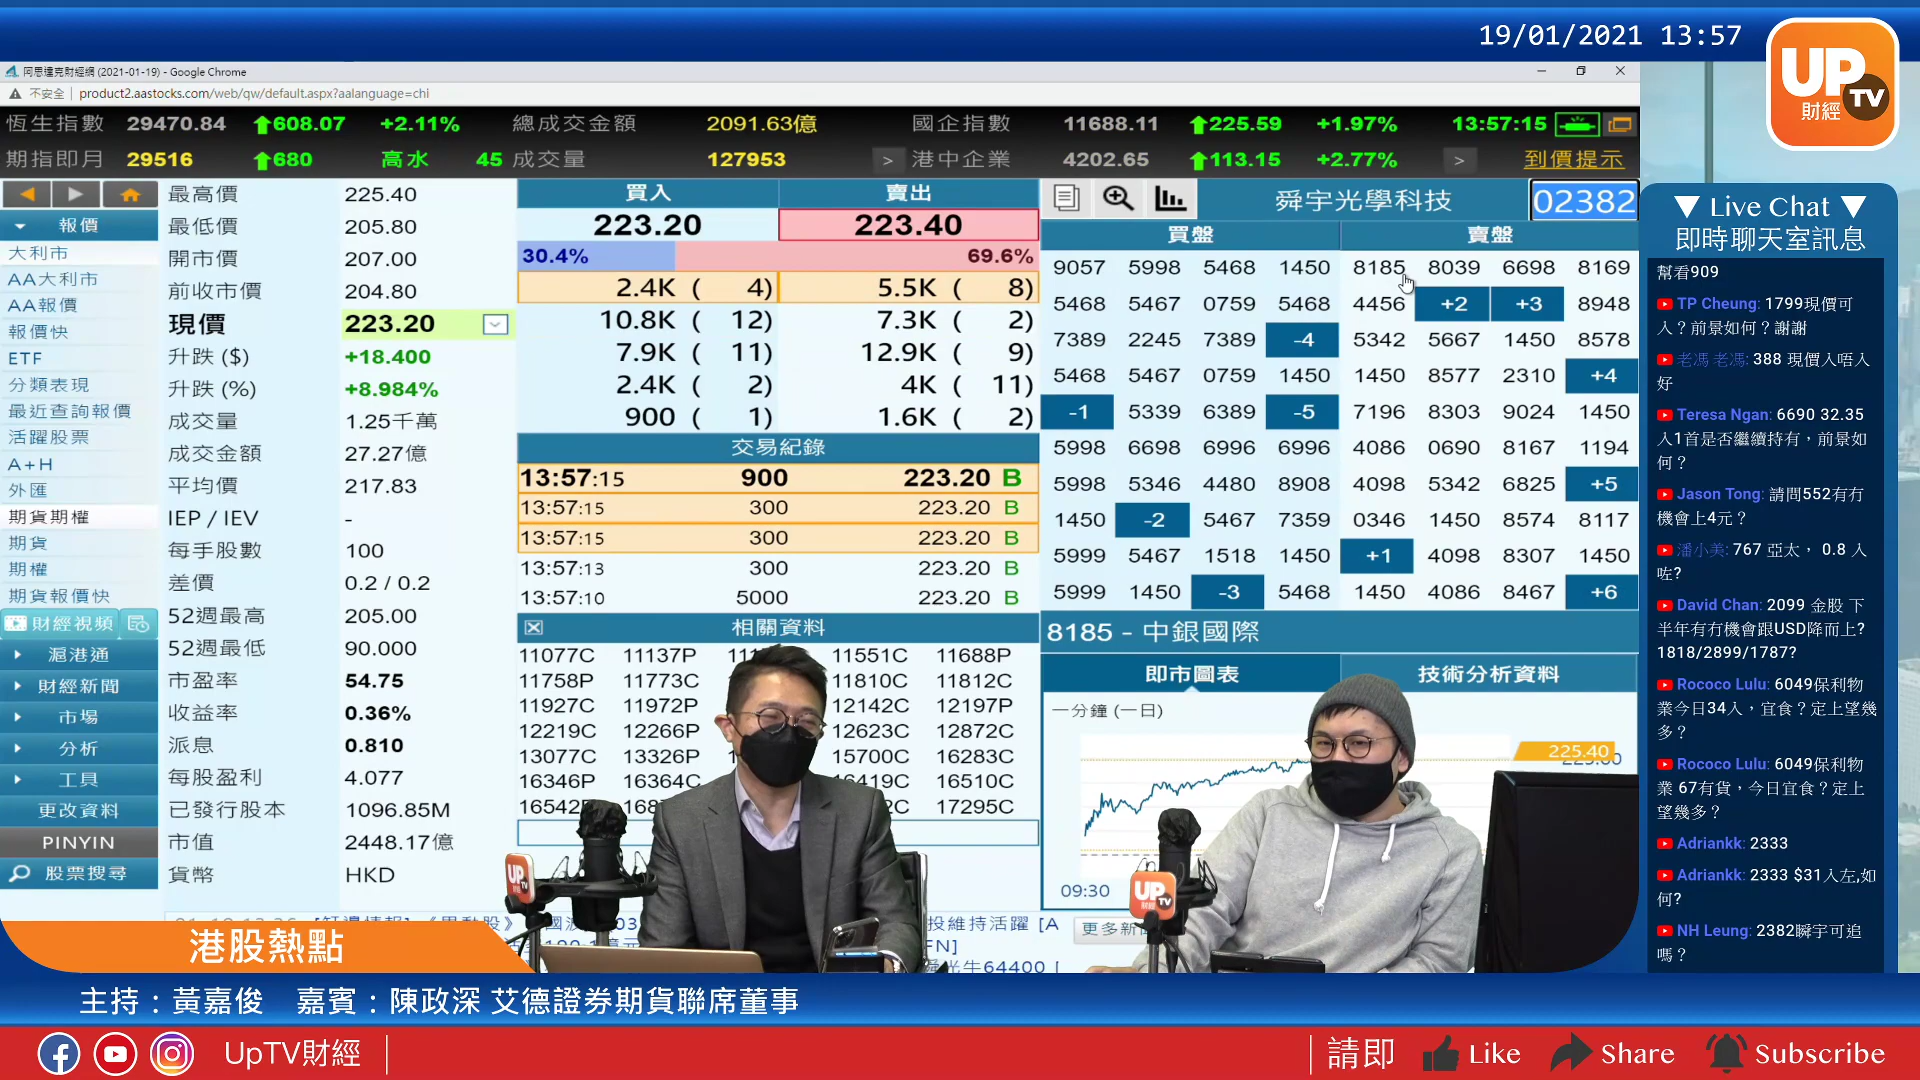 19/01/2021 13:57
UP TV 財經
阿思達克財經網 (2021-01-19) - Google Chrome
不安全 | product2.aastocks.com/web/qw/default.aspx?aalanguage=chi
恆生指數 29470.84 608.07 +2.11% 總成交金額 2091.63億 國企指數 11688.11 225.59 +1.97% 13:57:15
期指即月 29516 680 高水 45 成交量 127953 > 港中企業 4202.65 113.15 +2.77% > 到價提示
報價
大利市
AA大利市
AA報價
報價快
ETF
分類表現
最近查詢報價
活躍股票
A+H
外匯
期貨期權
期貨
期權
期貨報價快
財經視頻
滬港通
財經新聞
市場
分析
工具
更改資料
PINYIN
股票搜尋
最高價 225.40
最低價 205.80
開市價 207.00
前收市價 204.80
現價 223.20
升跌 ($) +18.400
升跌 (%) +8.984%
成交量 1.25千萬
成交金額 27.27億
平均價 217.83
IEP / IEV -
每手股數 100
差價 0.2 / 0.2
52週最高 205.00
52週最低 90.000
市盈率 54.75
收益率 0.36%
派息 0.810
每股盈利 4.077
已發行股本 1096.85M
市值 2448.17億
貨幣 HKD
買入 賣出
223.20 223.40
30.4% 69.6%
2.4K ( 4) 5.5K ( 8)
10.8K ( 12) 7.3K ( 2)
7.9K ( 11) 12.9K ( 9)
2.4K ( 2) 4K ( 11)
900 ( 1) 1.6K ( 2)
交易紀錄
13:57:15 900 223.20 B
13:57:15 300 223.20 B
13:57:15 300 223.20 B
13:57:13 300 223.20 B
13:57:10 5000 223.20 B
相關資料
11077C 11137P 11551C 11688P
11758P 11773C 11810C 11812C
11927C 11972P 12142C 12197P
12219C 12266P 12623C 12872C
13077C 13326P 15700C 16283C
16346P 16364C 16419C 16510C
17295C
舜宇光學科技 02382
買盤 賣盤
9057 5998 5468 1450 8185 8039 6698 8169
5468 5467 0759 5468 4456 +2 +3 8948
7389 2245 7389 -4 5342 5667 1450 8578
5468 5467 0759 1450 1450 8577 2310 +4
-1 5339 6389 -5 7196 8303 9024 1450
5998 6698 6996 6996 4086 0690 8167 1194
5998 5346 4480 8908 4098 5342 6825 +5
1450 -2 5467 7359 0346 1450 8574 8117
5999 5467 1518 1450 +1 4098 8307 1450
5999 1450 -3 5468 1450 4086 8467 +6
8185 - 中銀國際
即市圖表 技術分析資料
一分鐘 (一日)
225.40
09:30
投維持活躍 [A
更多新
Live Chat
即時聊天室訊息
幫看909
TP Cheung: 1799現價可
入？前景如何？謝謝
老馮 老馮: 388 現價入唔入
好
Teresa Ngan: 6690 32.35
入1首是否繼續持有，前景如
何？
Jason Tong: 請問552有冇
機會上4元？
潘小美: 767 亞太， 0.8 入
咗?
David Chan: 2099 金股 下
半年有冇機會跟USD降而上?
1818/2899/1787?
Rococo Lulu: 6049保利物
業今日34人，宜食？定上望幾
多？
Rococo Lulu: 6049保利物
業 67有貨，今日宜食？定上
望幾多？
Adriankk: 2333
Adriankk: 2333 $31入左,如
何?
NH Leung: 2382瞬宇可追
嗎？
港股熱點
主持：黃嘉俊 嘉賓：陳政深 艾德證券期貨聯席董事
UpTV財經
請即 Like Share Subscribe